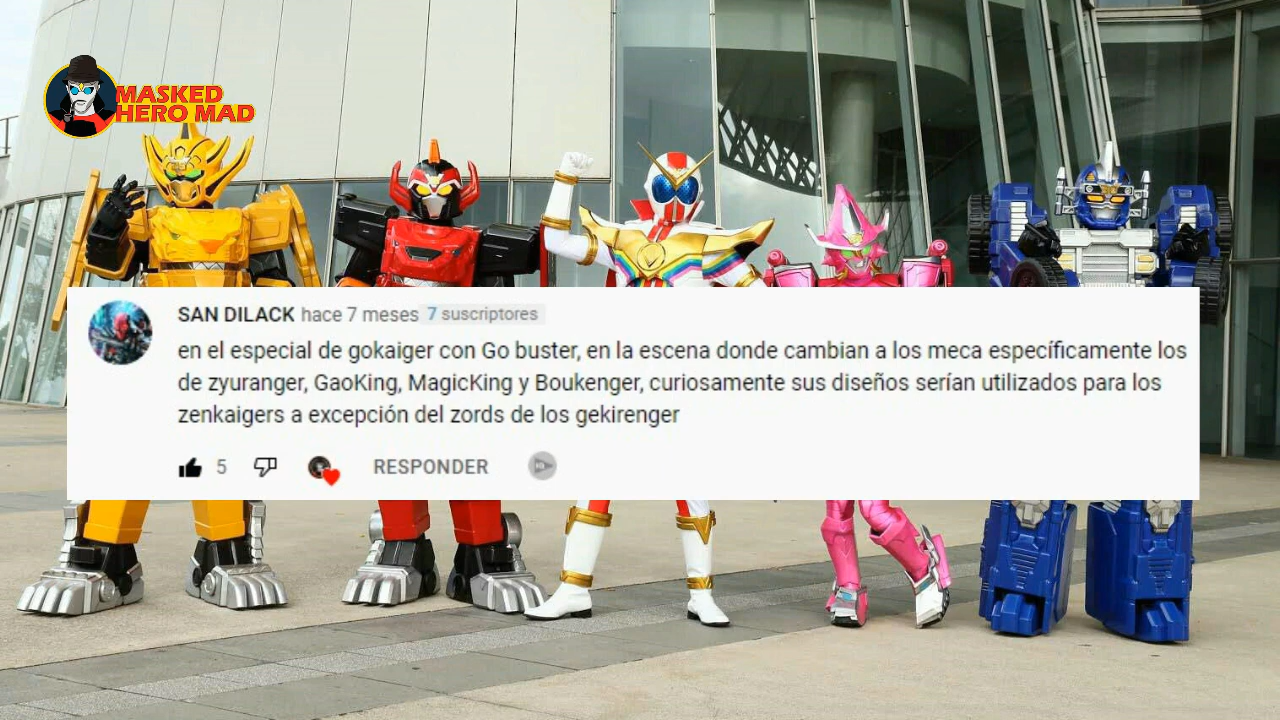 MASKED
HERO MAD
SAN DILACK hace 7 meses 7 suscriptores
en el especial de gokaiger con Go buster, en la escena donde cambian a los meca específicamente los
de zyuranger, GaoKing, MagicKing y Boukenger, curiosamente sus diseños serían utilizados para los
zenkaigers a excepción del zords de los gekirenger
5 RESPONDER